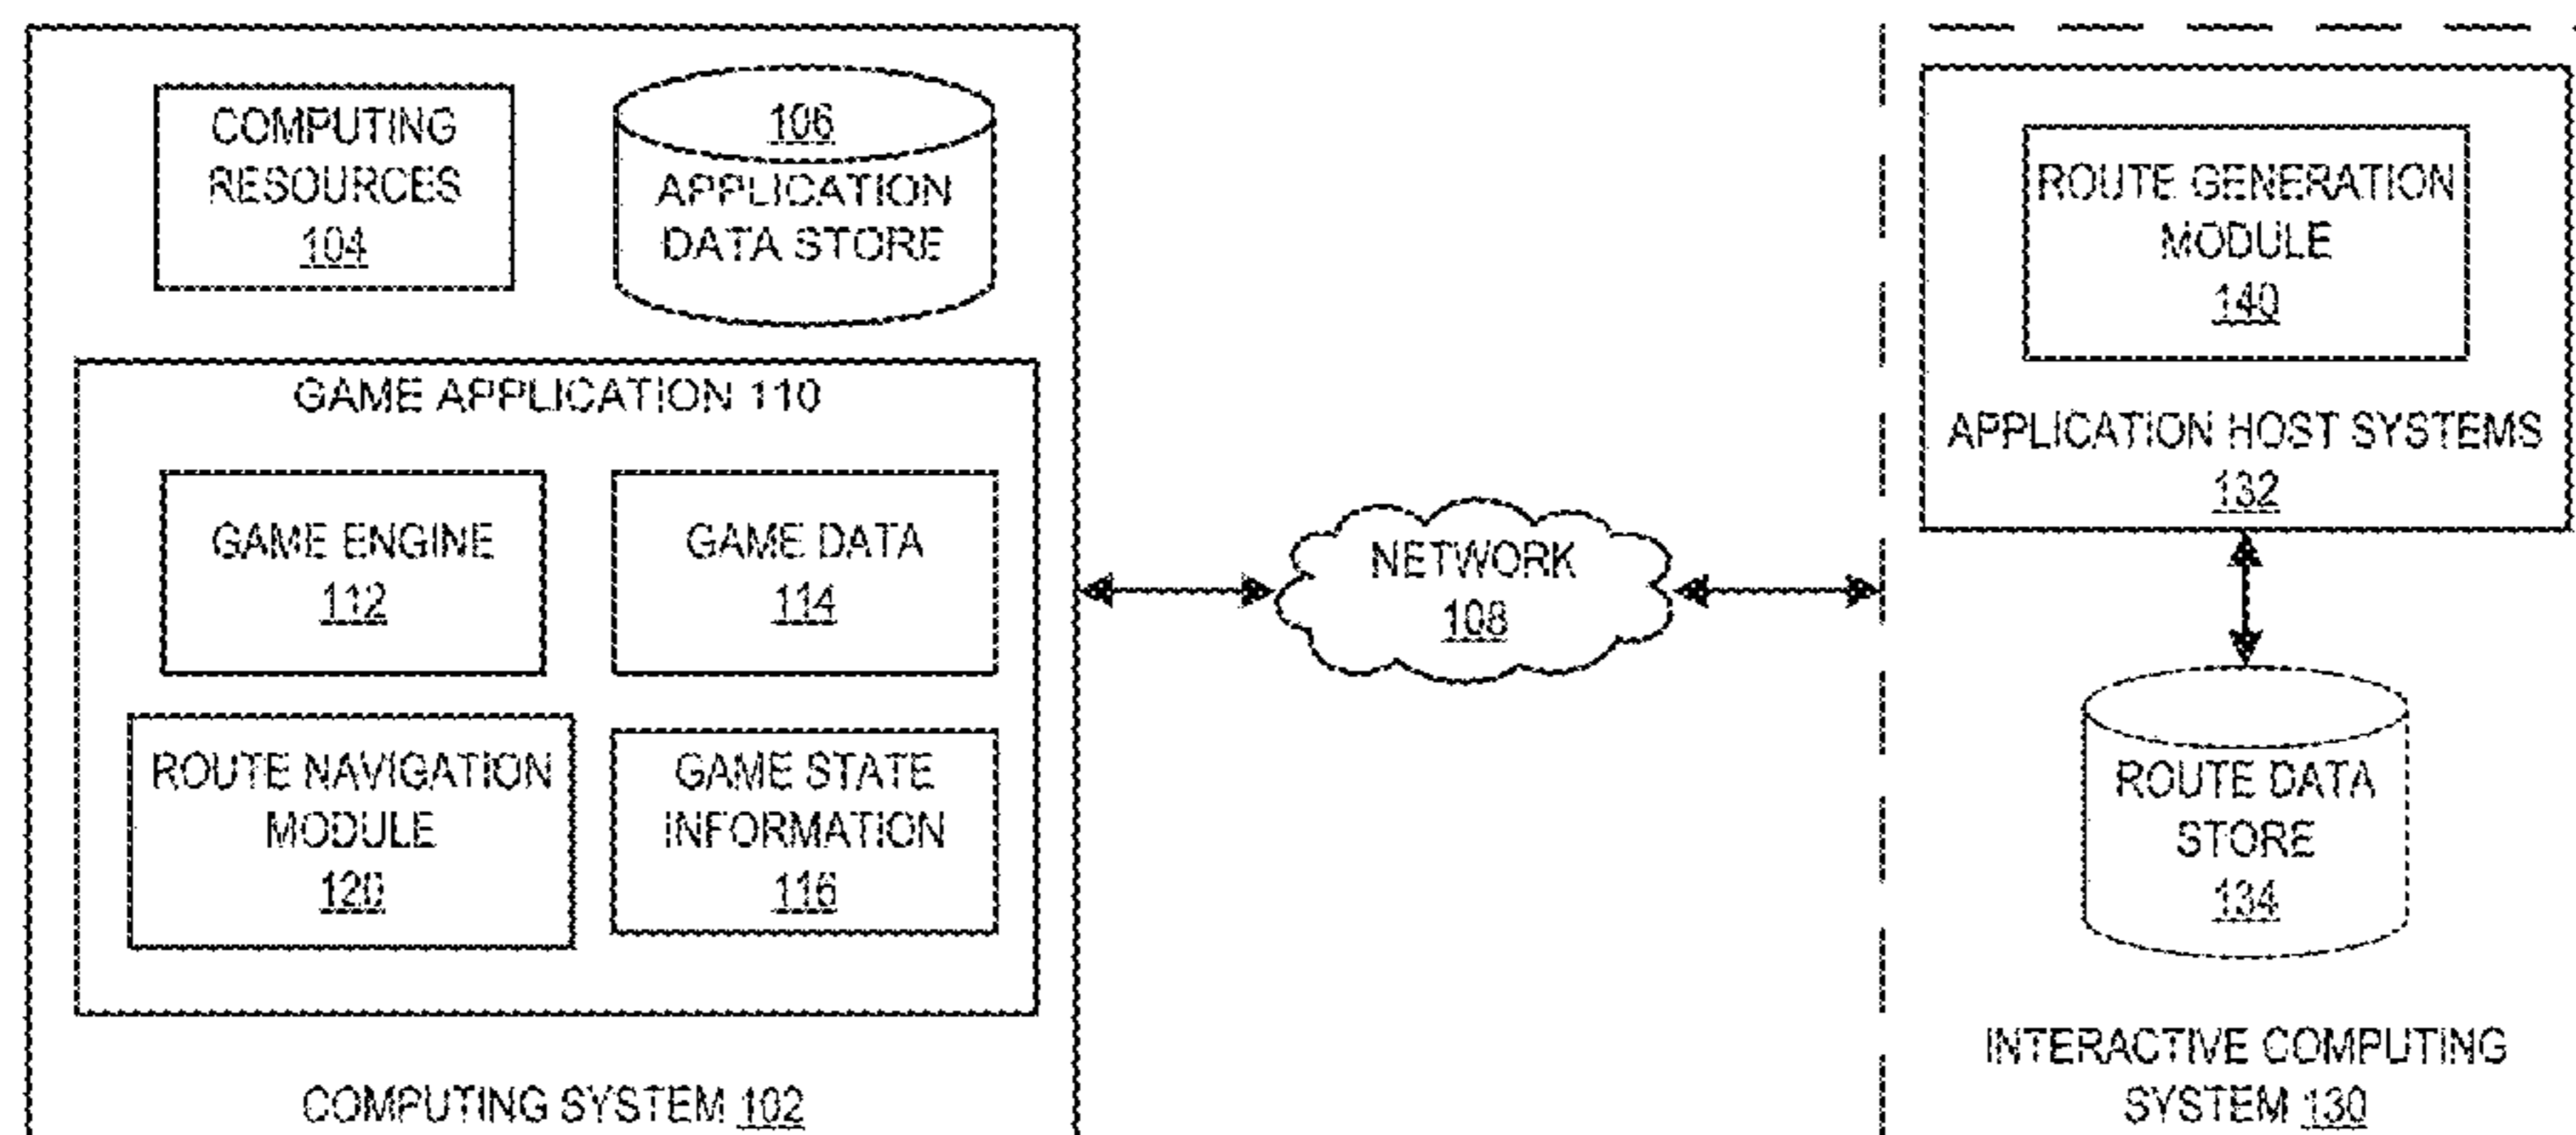 COMPUTING
RESOURCES
104
106
APPLICATION
DATA STORE
GAME APPLICATION 110
GAME ENGINE
112
GAME DATA
114
ROUTE NAVIGATION
MODULE
120
GAME STATE
INFORMATION
116
COMPUTING SYSTEM 102
NETWORK
108
ROUTE GENERATION
MODULE
140
APPLICATION HOST SYSTEMS
132
ROUTE DATA
STORE
134
INTERACTIVE COMPUTING
SYSTEM 130